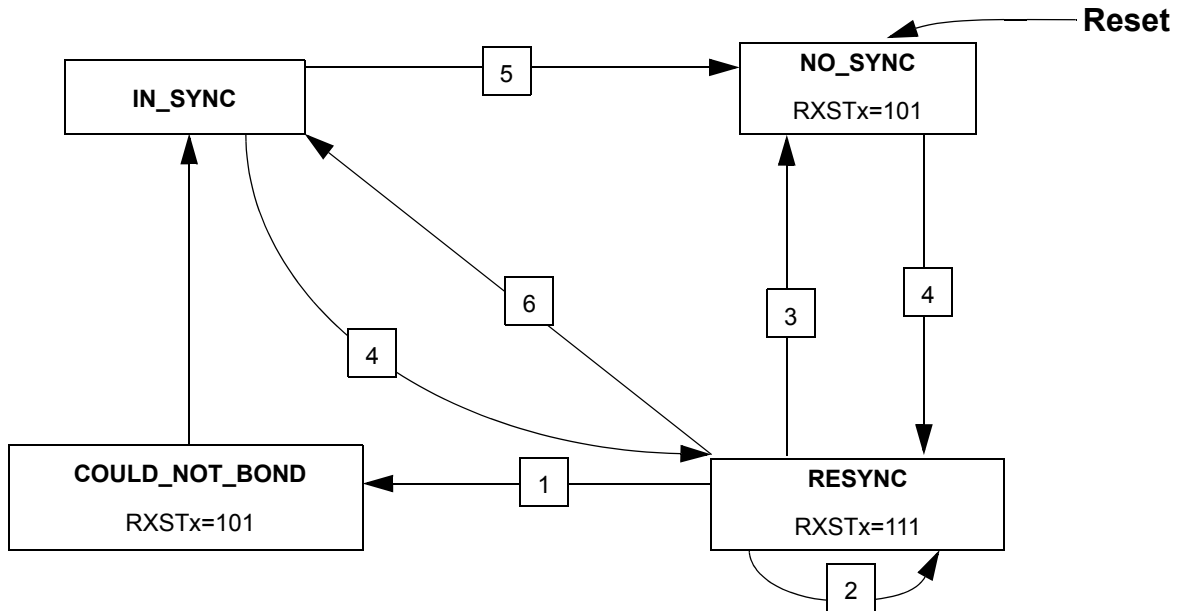 Reset
5
NO_SYNC
RXSTx=101
IN_SYNC
6
3
4
4
COULD_NOT_BOND
RXSTx=101
1
RESYNC
RXSTx=111
2